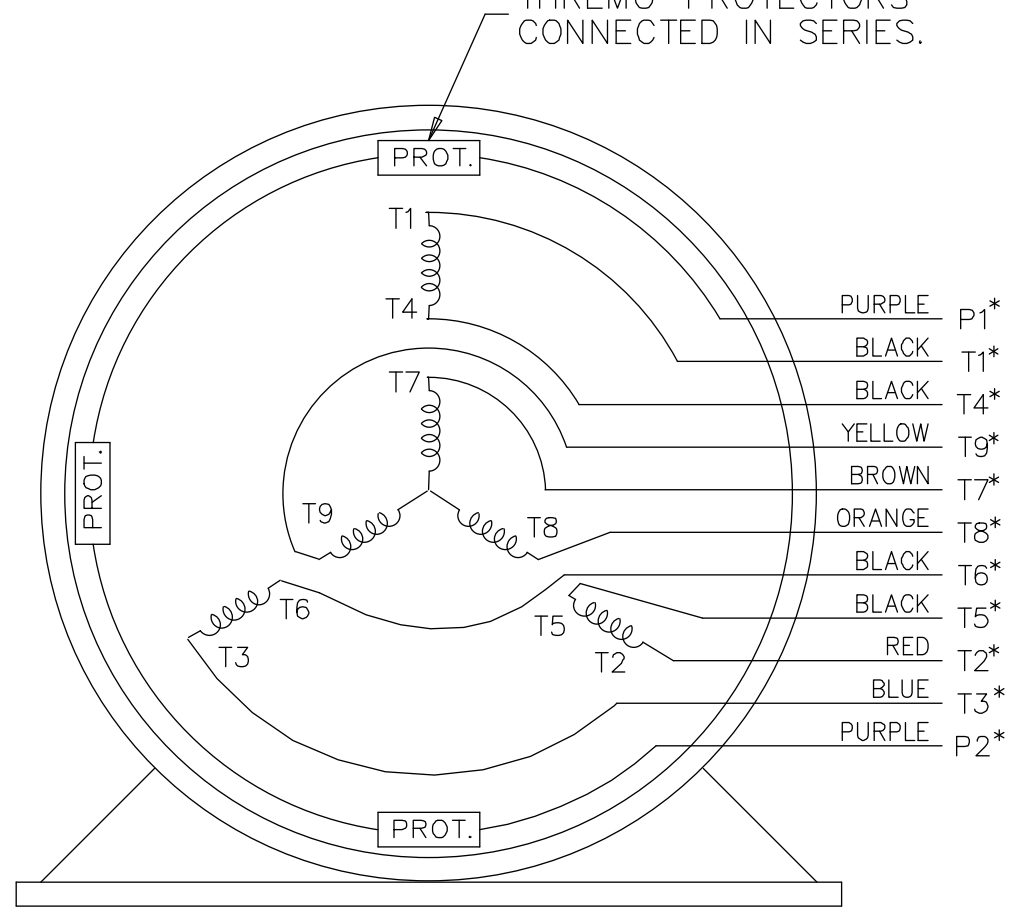 THREMO PROTECTORS
CONNECTED IN SERIES.
PROT.
T1
T4
T7
T9
T8
T6
T3
T5
T2
PROT.
PROT.
PURPLE P1*
BLACK T1*
BLACK T4*
YELLOW T9*
BROWN T7*
ORANGE T8*
BLACK T6*
BLACK T5*
RED T2*
BLUE T3*
PURPLE P2*